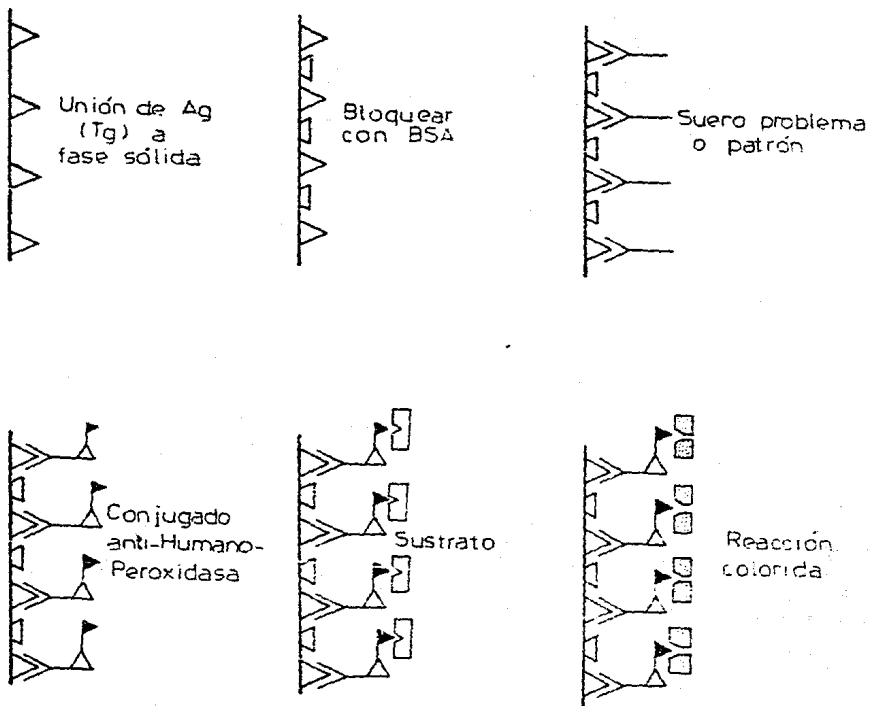 Unión de Ag
(Tg) a
fase sólida
Bloquear
con BSA
Suero problema
o patrón
Conjugado
anti-Humano-
Peroxidasa
Sustrato
Reacción
colorida